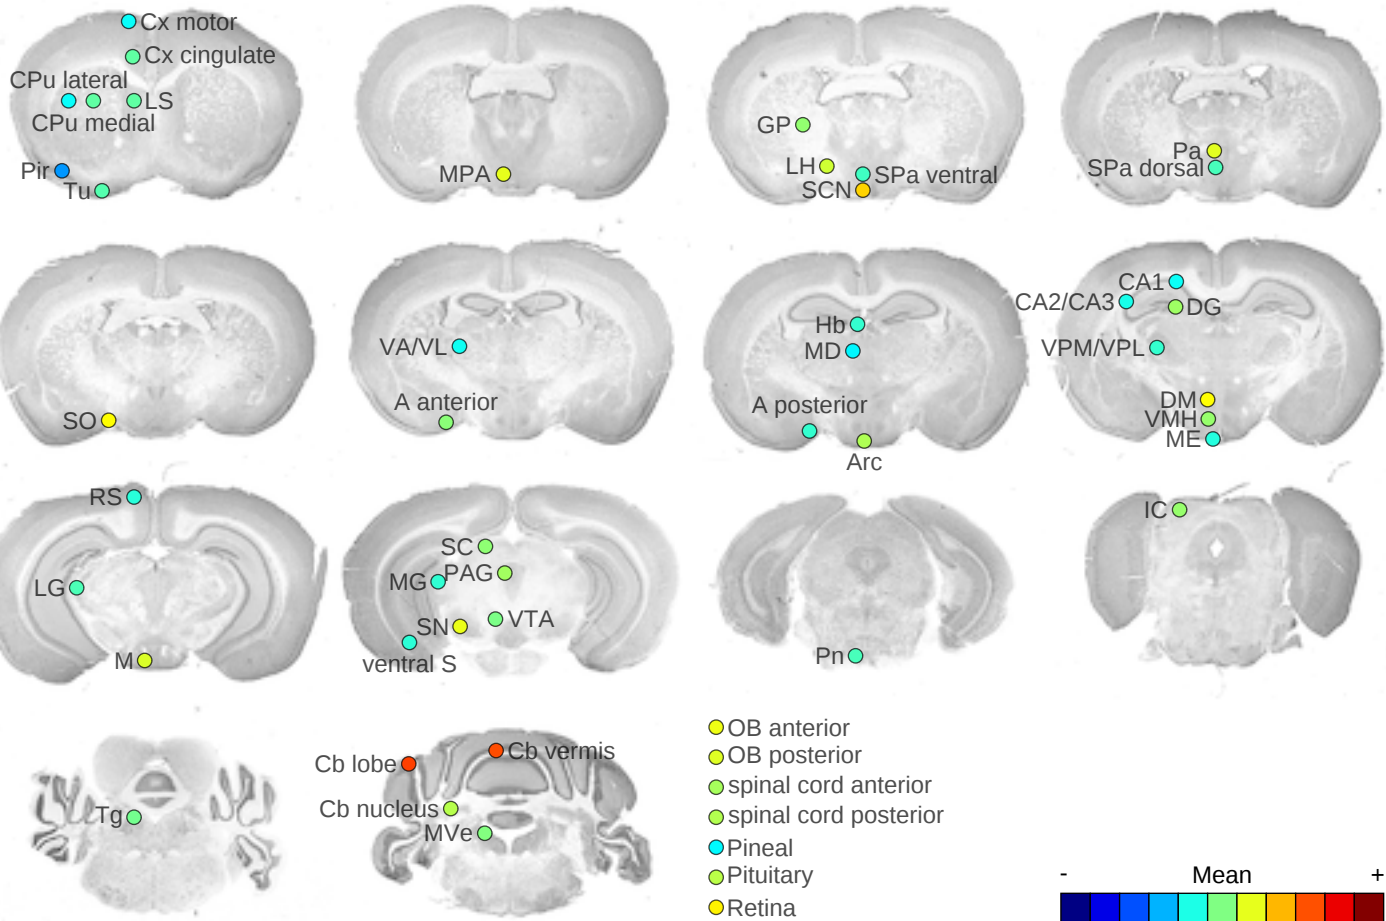 Cx motor
Cx cingulate
CPu lateral
LS
CPu medial
Pir
Tu
MPA
GP
LH
SPa ventral
SCN
Pa
SPa dorsal
SO
VA/VL
A anterior
Hb
MD
A posterior
Arc
CA1
CA2/CA3
DG
VPM/VPL
DM
VMH
ME
RS
LG
M
SC
MG
PAG
SN
VTA
ventral S
Pn
IC
Tg
Cb lobe
Cb vermis
Cb nucleus
MVe
OB anterior
OB posterior
spinal cord anterior
spinal cord posterior
Pineal
Pituitary
Retina
- Mean +